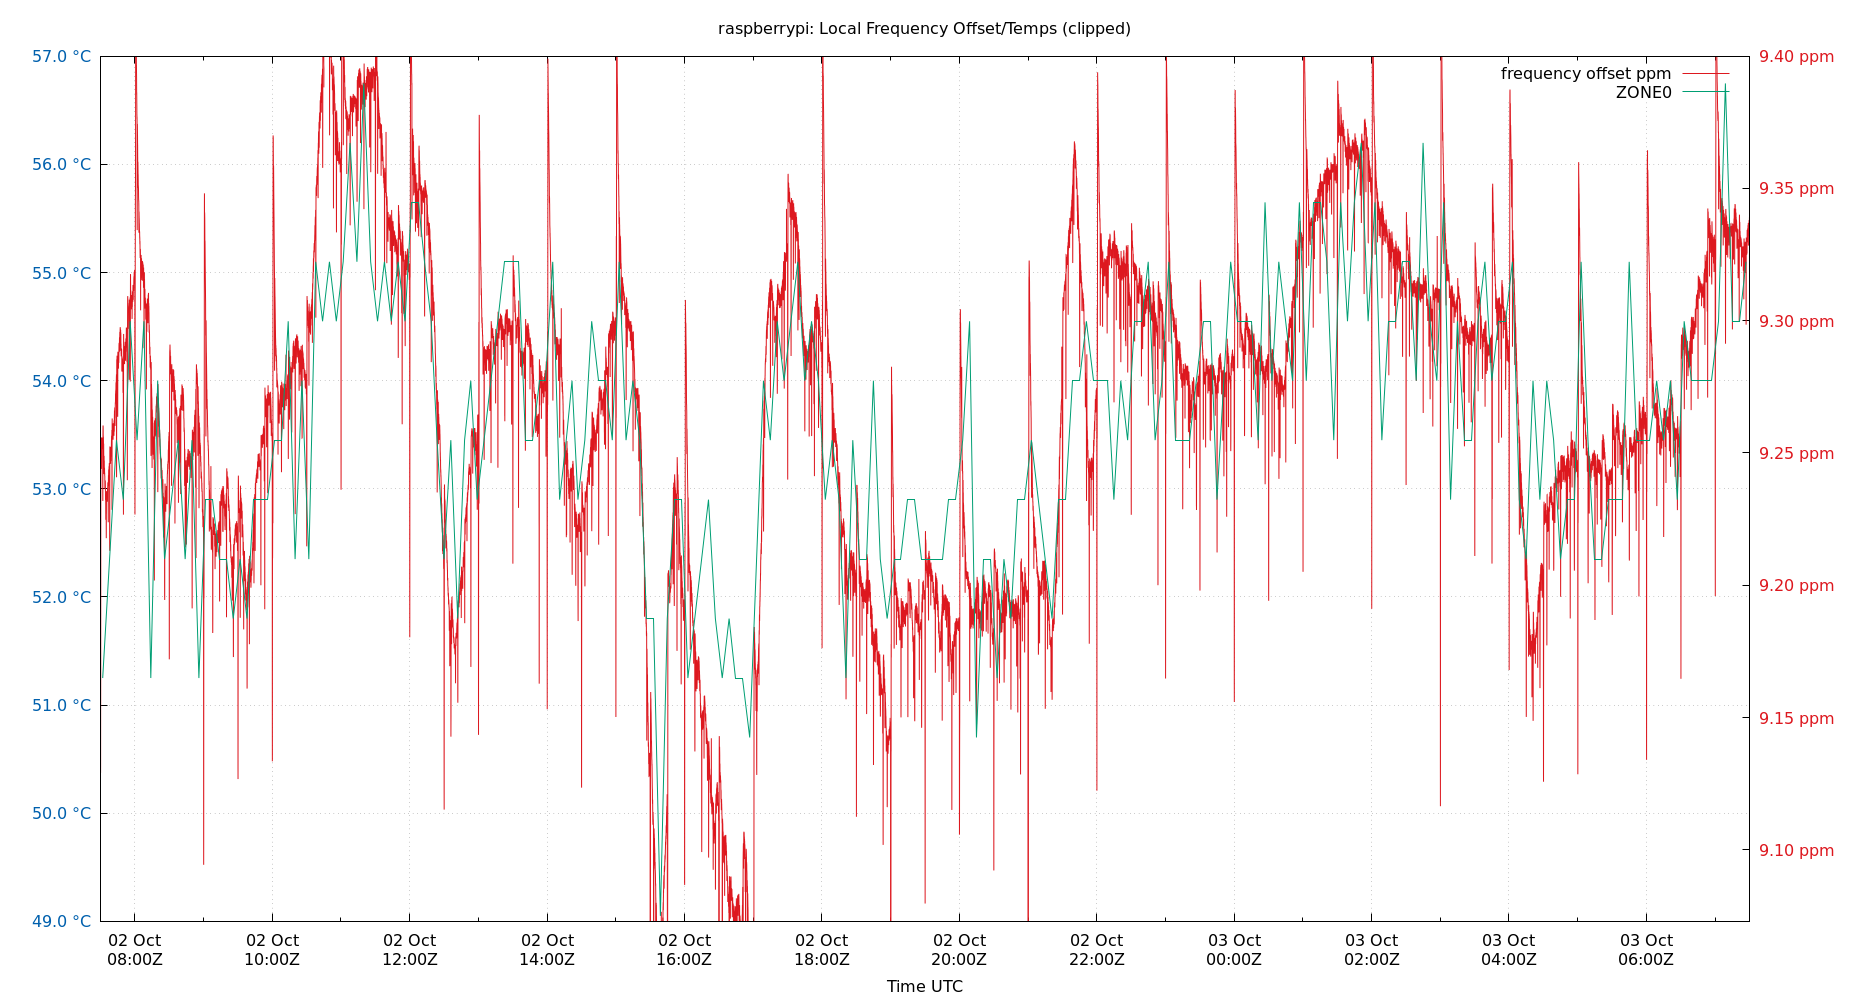 raspberrypi: Local Frequency Offset/Temps (clipped)
57.0 °C
56.0 °C
55.0 °C
54.0 °C
53.0 °C
52.0 °C
51.0 °C
50.0 °C
49.0 °C
9.40 ppm
9.35 ppm
9.30 ppm
9.25 ppm
9.20 ppm
9.15 ppm
9.10 ppm
frequency offset ppm
ZONE0
02 Oct 02 Oct 02 Oct 02 Oct 02 Oct 02 Oct 02 Oct 02 Oct 03 Oct 03 Oct 03 Oct 03 Oct
08:00Z 10:00Z 12:00Z 14:00Z 16:00Z 18:00Z 20:00Z 22:00Z 00:00Z 02:00Z 04:00Z 06:00Z
Time UTC